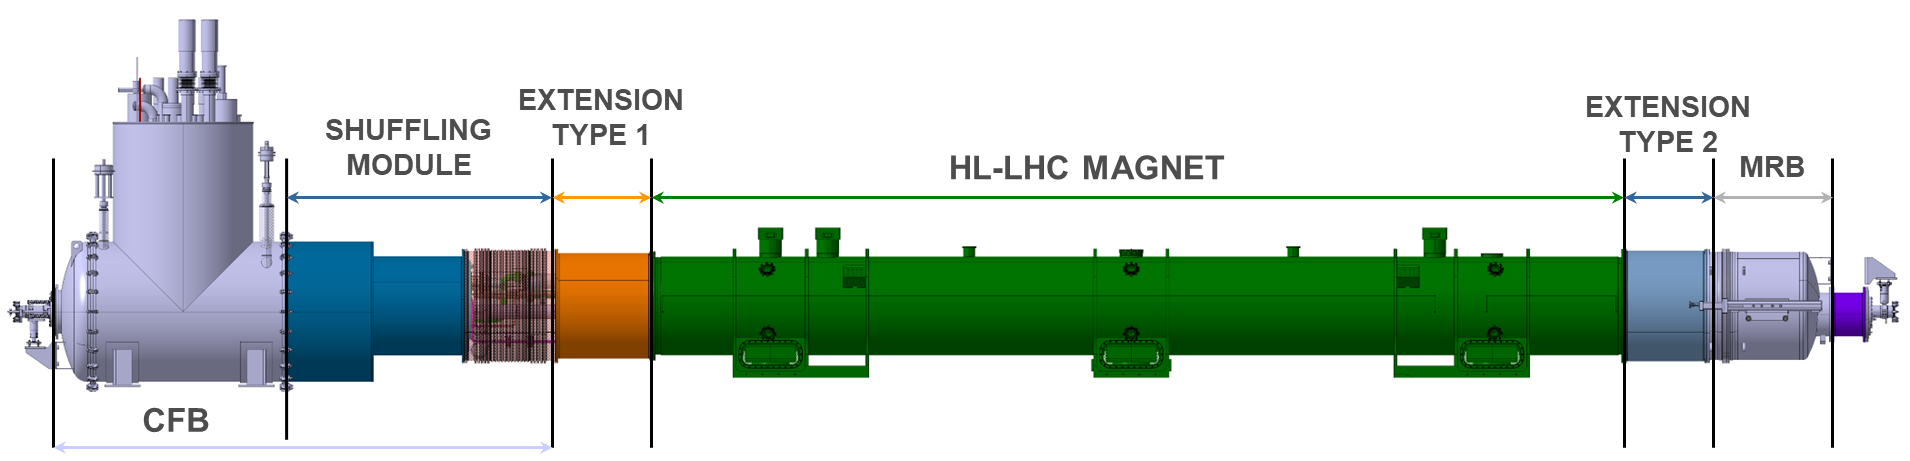 SHUFFLING
MODULE
EXTENSION
TYPE 1
HL-LHC MAGNET
EXTENSION
TYPE 2
MRB
CFB